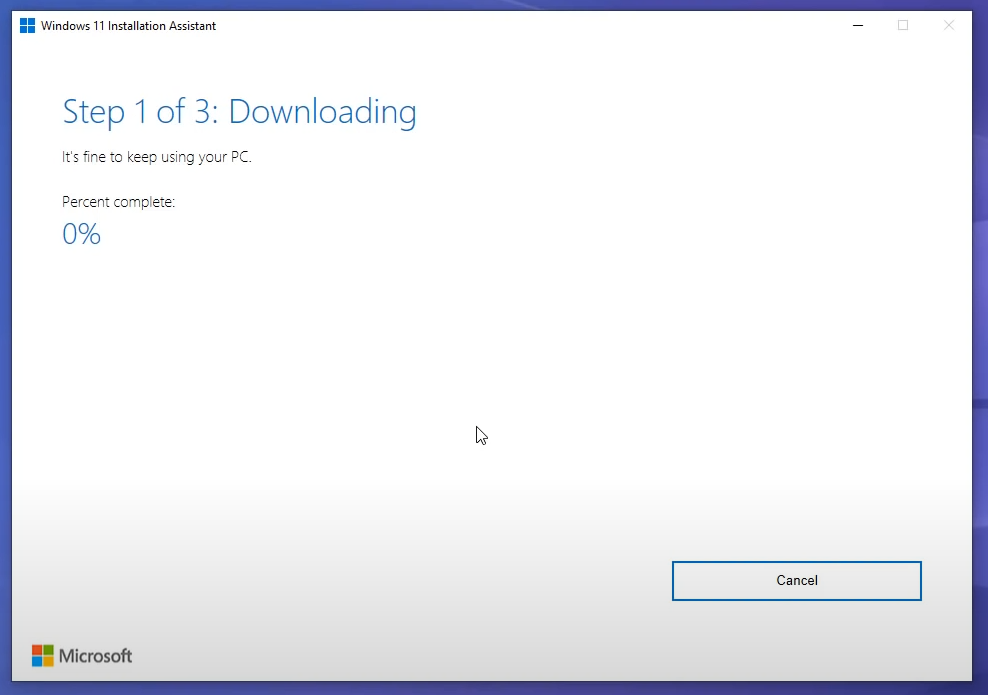 Windows 11 Installation Assistant
Step 1 of 3: Downloading
It's fine to keep using your PC.
Percent complete:
0%
Cancel
Microsoft